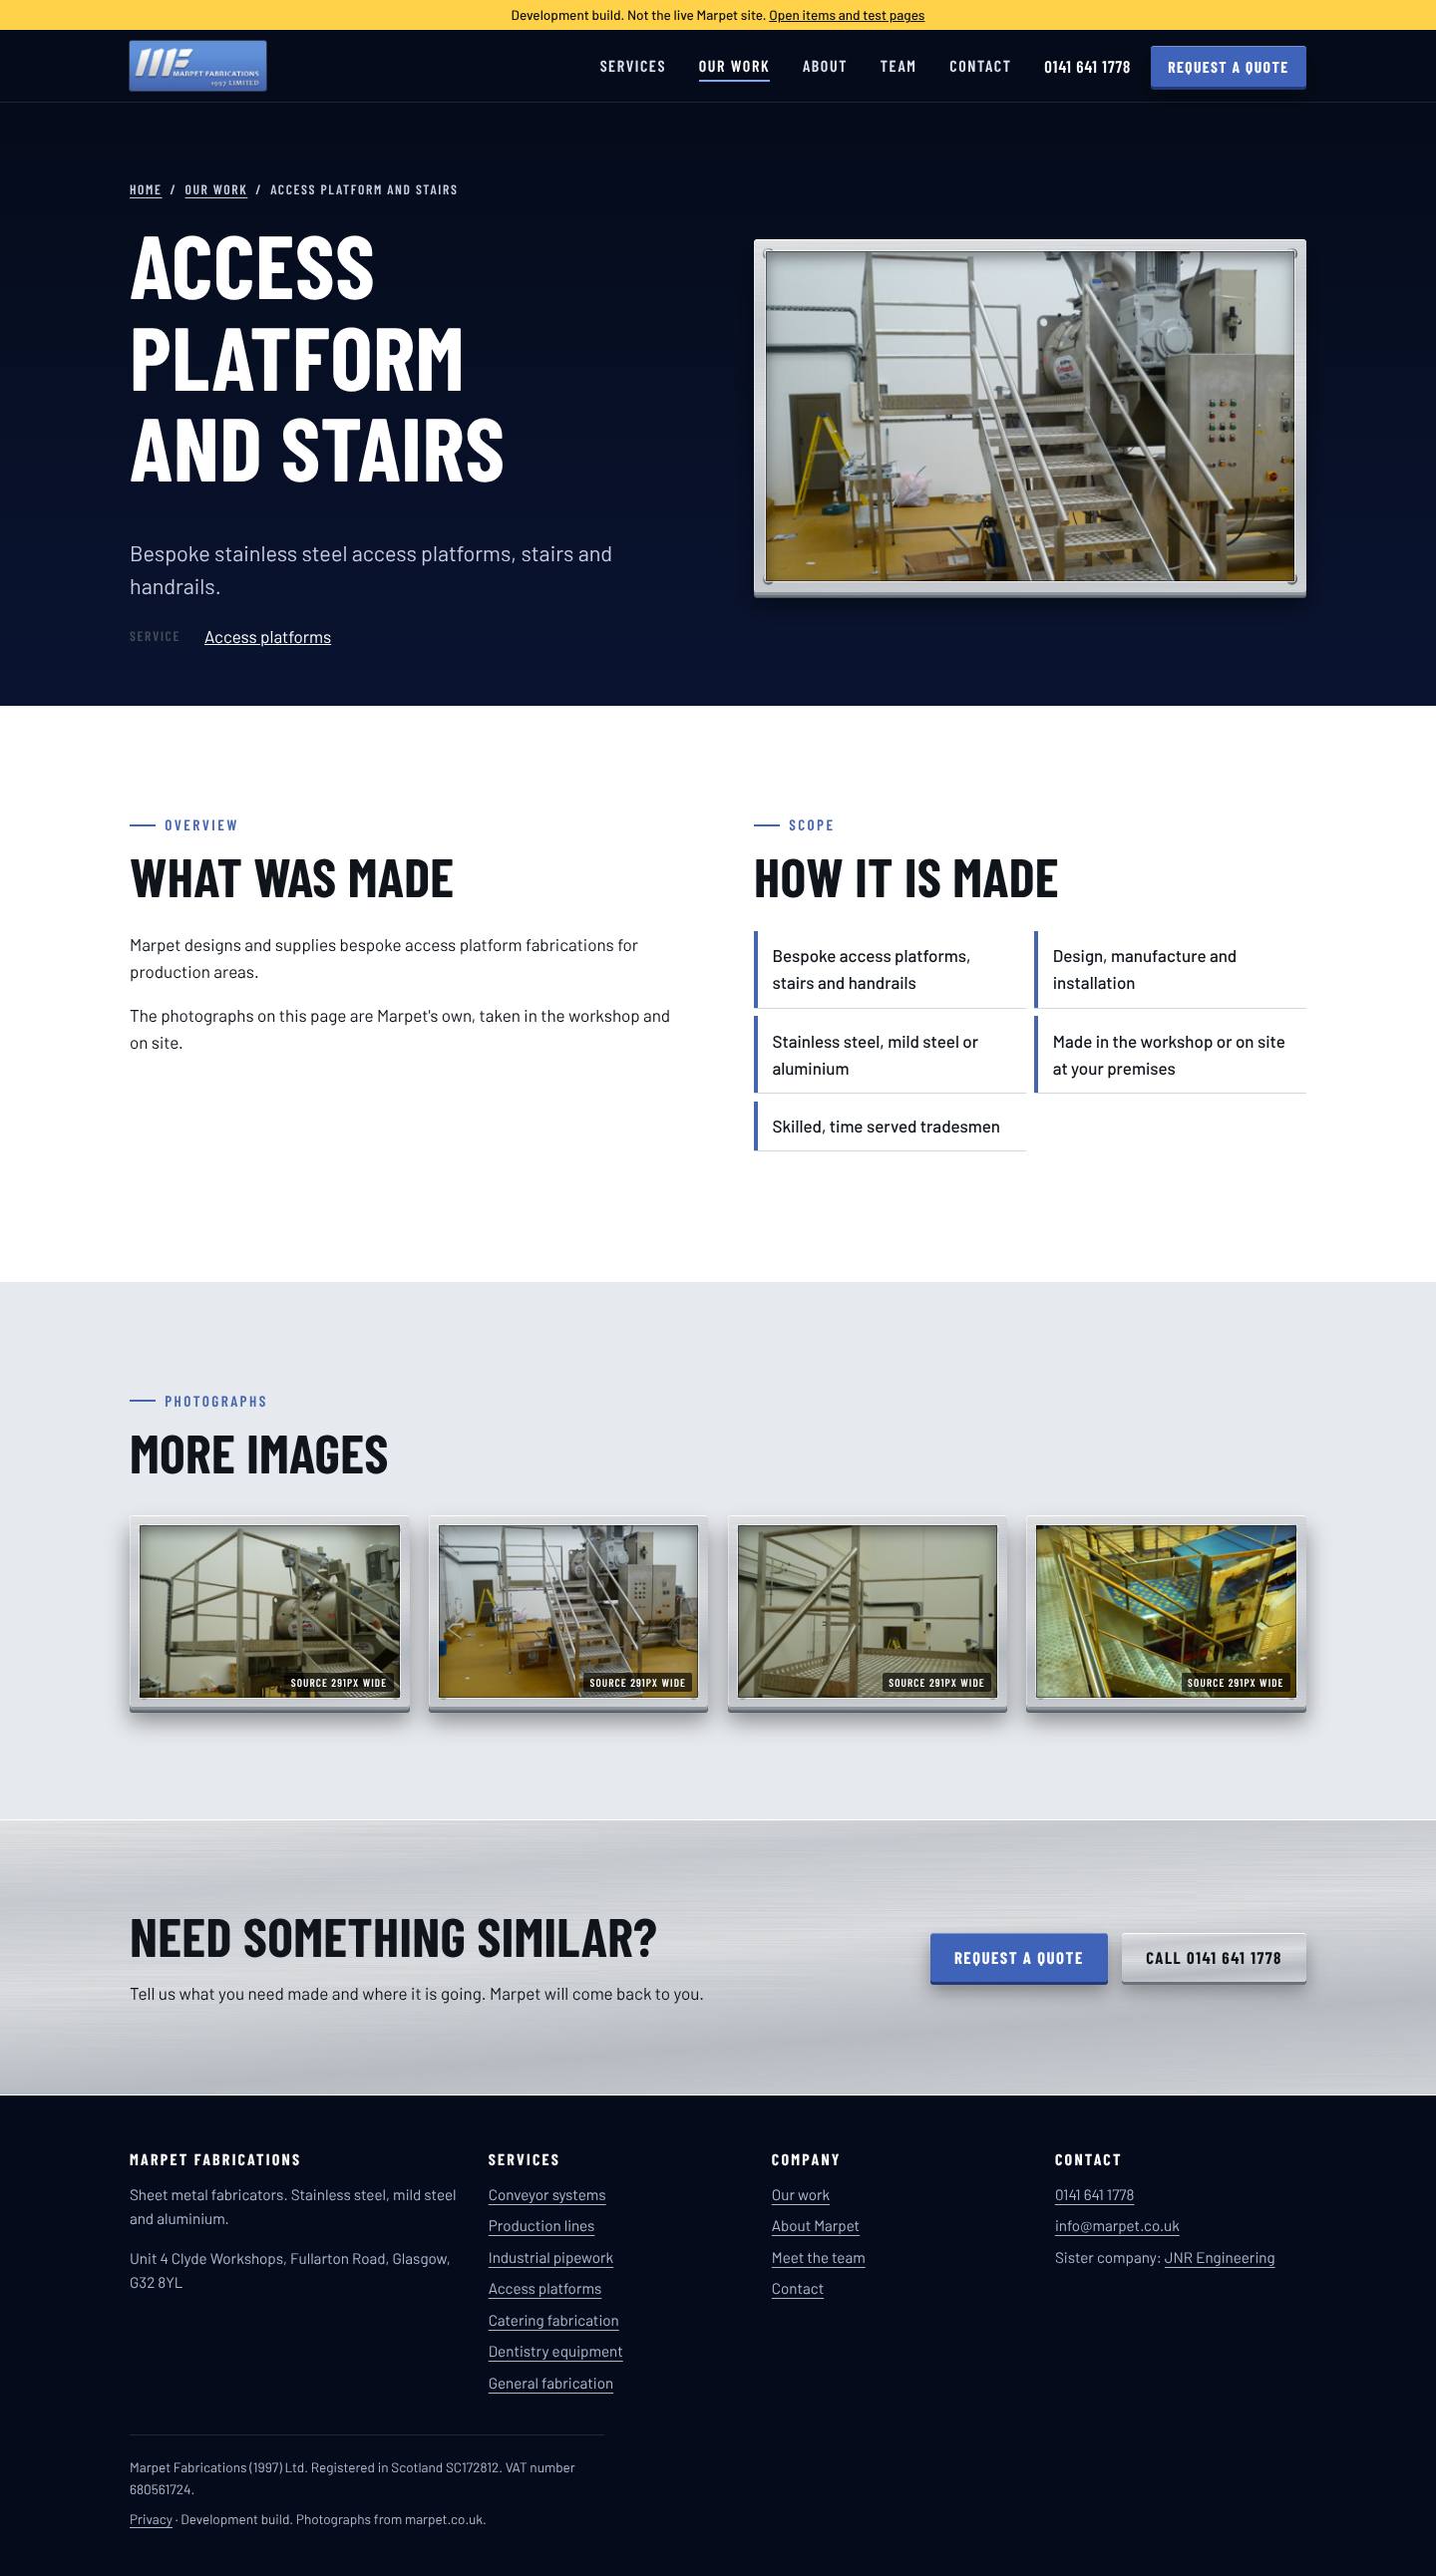 Development build. Not the live Marpet site. Open items and test pages
MF MARPET FABRICATIONS
1997 LIMITED
SERVICES
OUR WORK
ABOUT
TEAM
CONTACT
0141 641 1778
REQUEST A QUOTE
HOME / OUR WORK / ACCESS PLATFORM AND STAIRS
ACCESS
PLATFORM
AND STAIRS
Bespoke stainless steel access platforms, stairs and
handrails.
SERVICE Access platforms
OVERVIEW
WHAT WAS MADE
Marpet designs and supplies bespoke access platform fabrications for
production areas.
The photographs on this page are Marpet's own, taken in the workshop and
on site.
SCOPE
HOW IT IS MADE
Bespoke access platforms,
stairs and handrails
Design, manufacture and
installation
Stainless steel, mild steel or
aluminium
Made in the workshop or on site
at your premises
Skilled, time served tradesmen
PHOTOGRAPHS
MORE IMAGES
SOURCE 291PX WIDE
SOURCE 291PX WIDE
SOURCE 291PX WIDE
SOURCE 291PX WIDE
NEED SOMETHING SIMILAR?
Tell us what you need made and where it is going. Marpet will come back to you.
REQUEST A QUOTE
CALL 0141 641 1778
MARPET FABRICATIONS
Sheet metal fabricators. Stainless steel, mild steel
and aluminium.
Unit 4 Clyde Workshops, Fullarton Road, Glasgow,
G32 8YL
SERVICES
Conveyor systems
Production lines
Industrial pipework
Access platforms
Catering fabrication
Dentistry equipment
General fabrication
COMPANY
Our work
About Marpet
Meet the team
Contact
CONTACT
0141 641 1778
info@marpet.co.uk
Sister company: JNR Engineering
Marpet Fabrications (1997) Ltd. Registered in Scotland SC172812. VAT number
680561724.
Privacy · Development build. Photographs from marpet.co.uk.